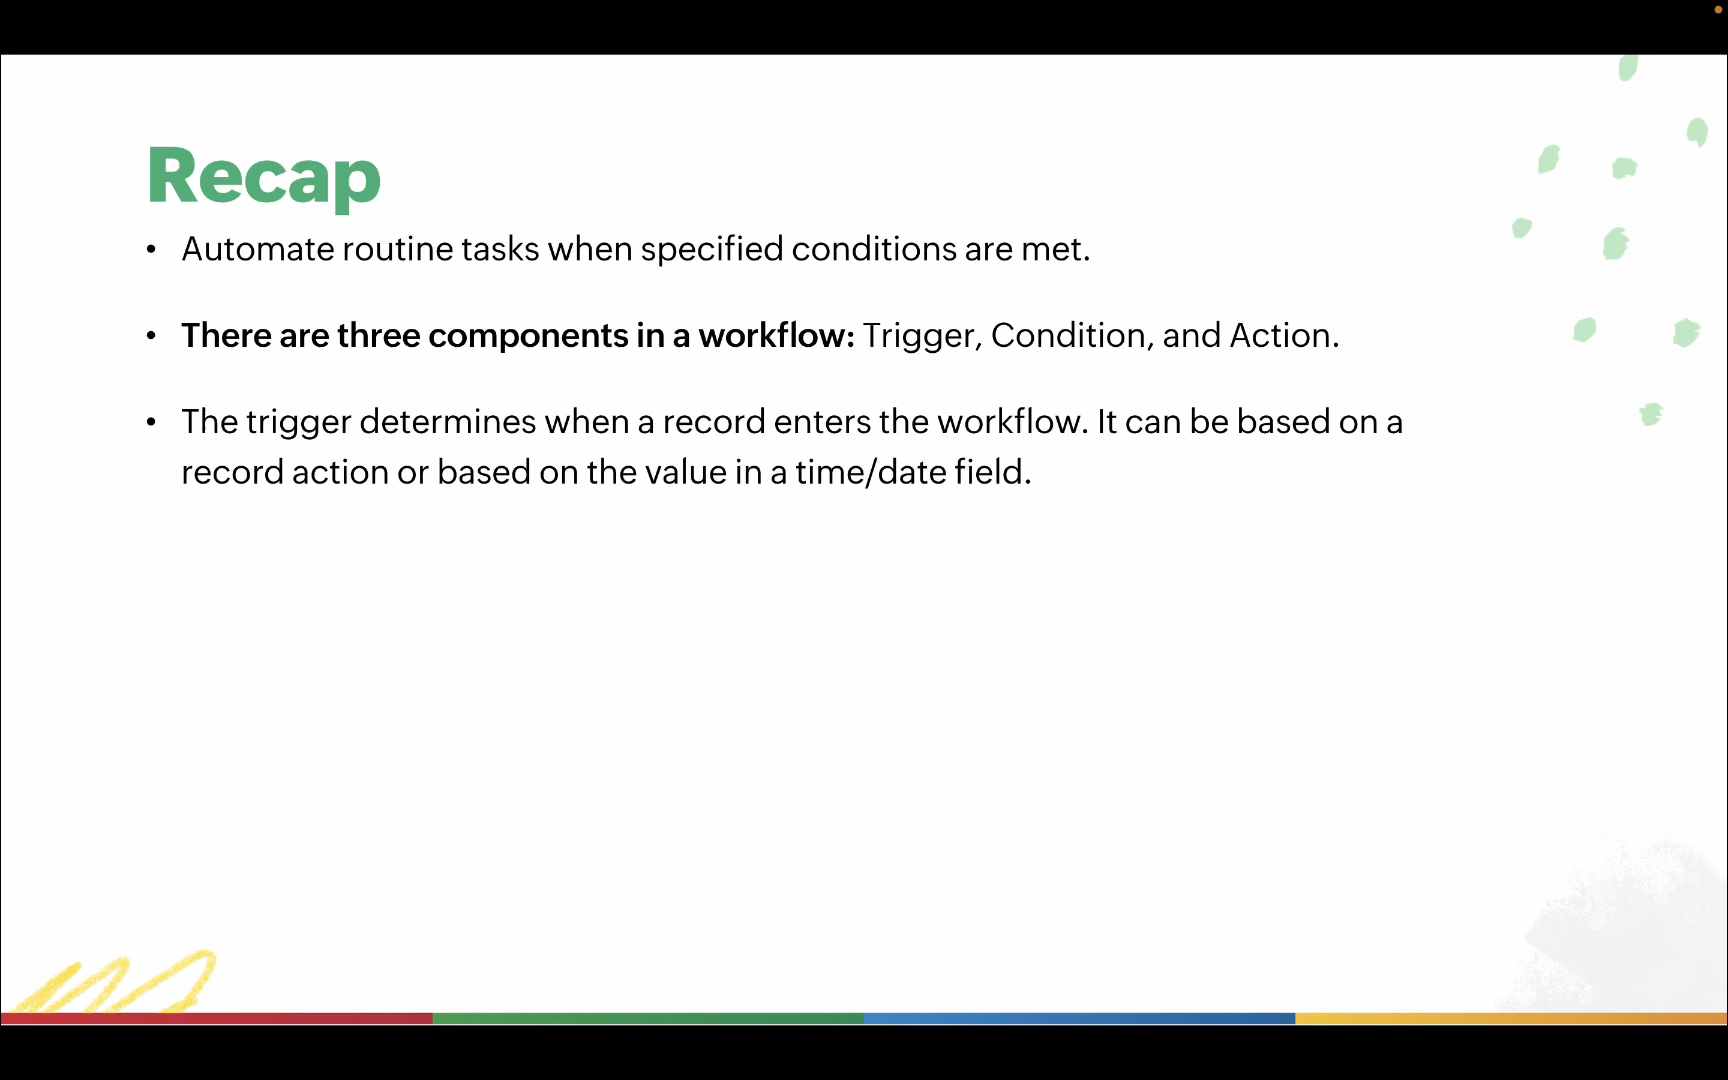 Recap
• Automate routine tasks when specified conditions are met.
• There are three components in a workflow: Trigger, Condition, and Action.
• The trigger determines when a record enters the workflow. It can be based on a
record action or based on the value in a time/date field.